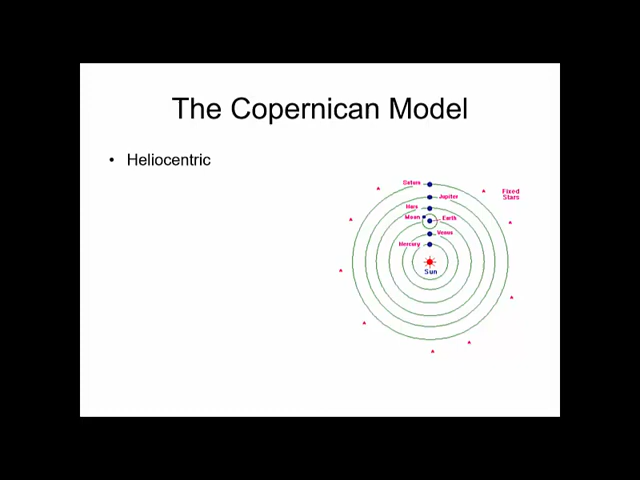 The Copernican Model
• Heliocentric
Saturn
Jupiter
Mars
Moon
Earth
Venus
Mercury
Sun
Fixed
Stars